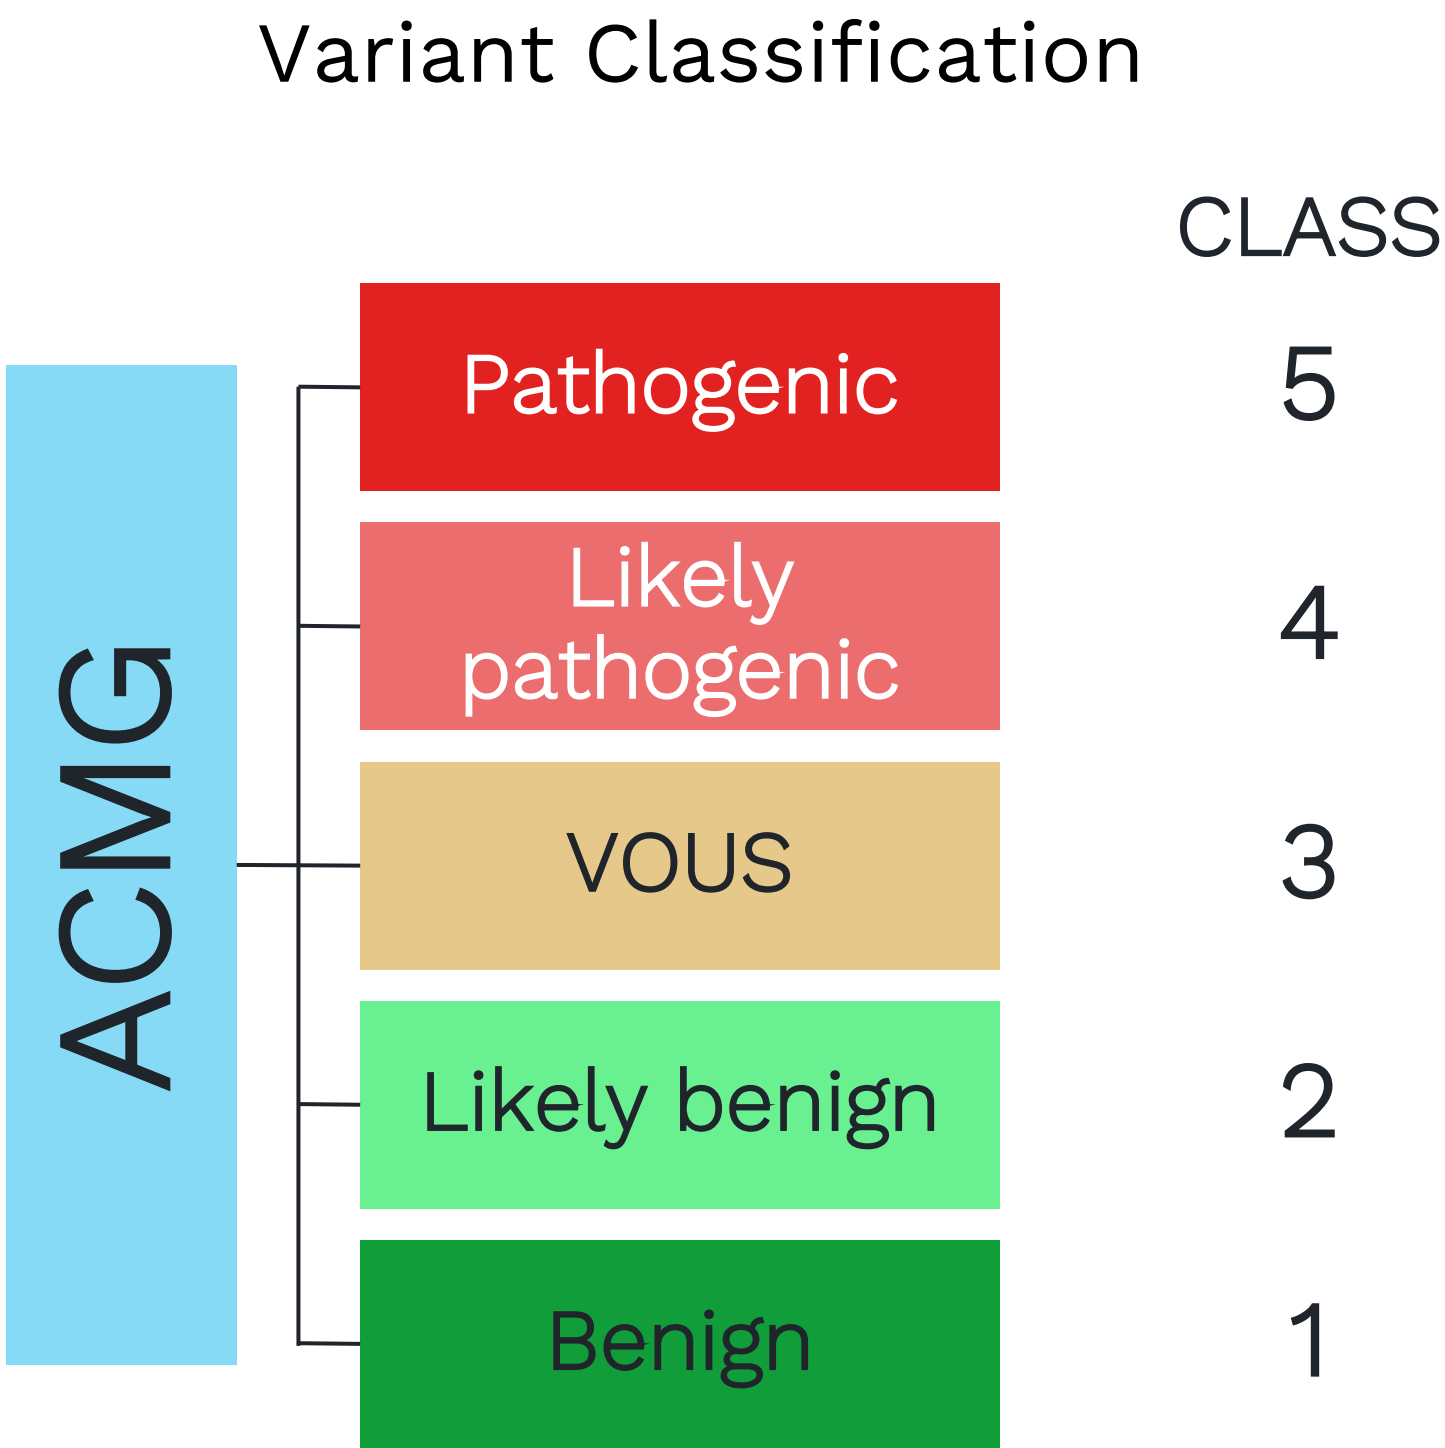 Variant Classification
CLASS
ACMG
Pathogenic
5
Likely
pathogenic
4
VOUS
3
Likely benign
2
Benign
1